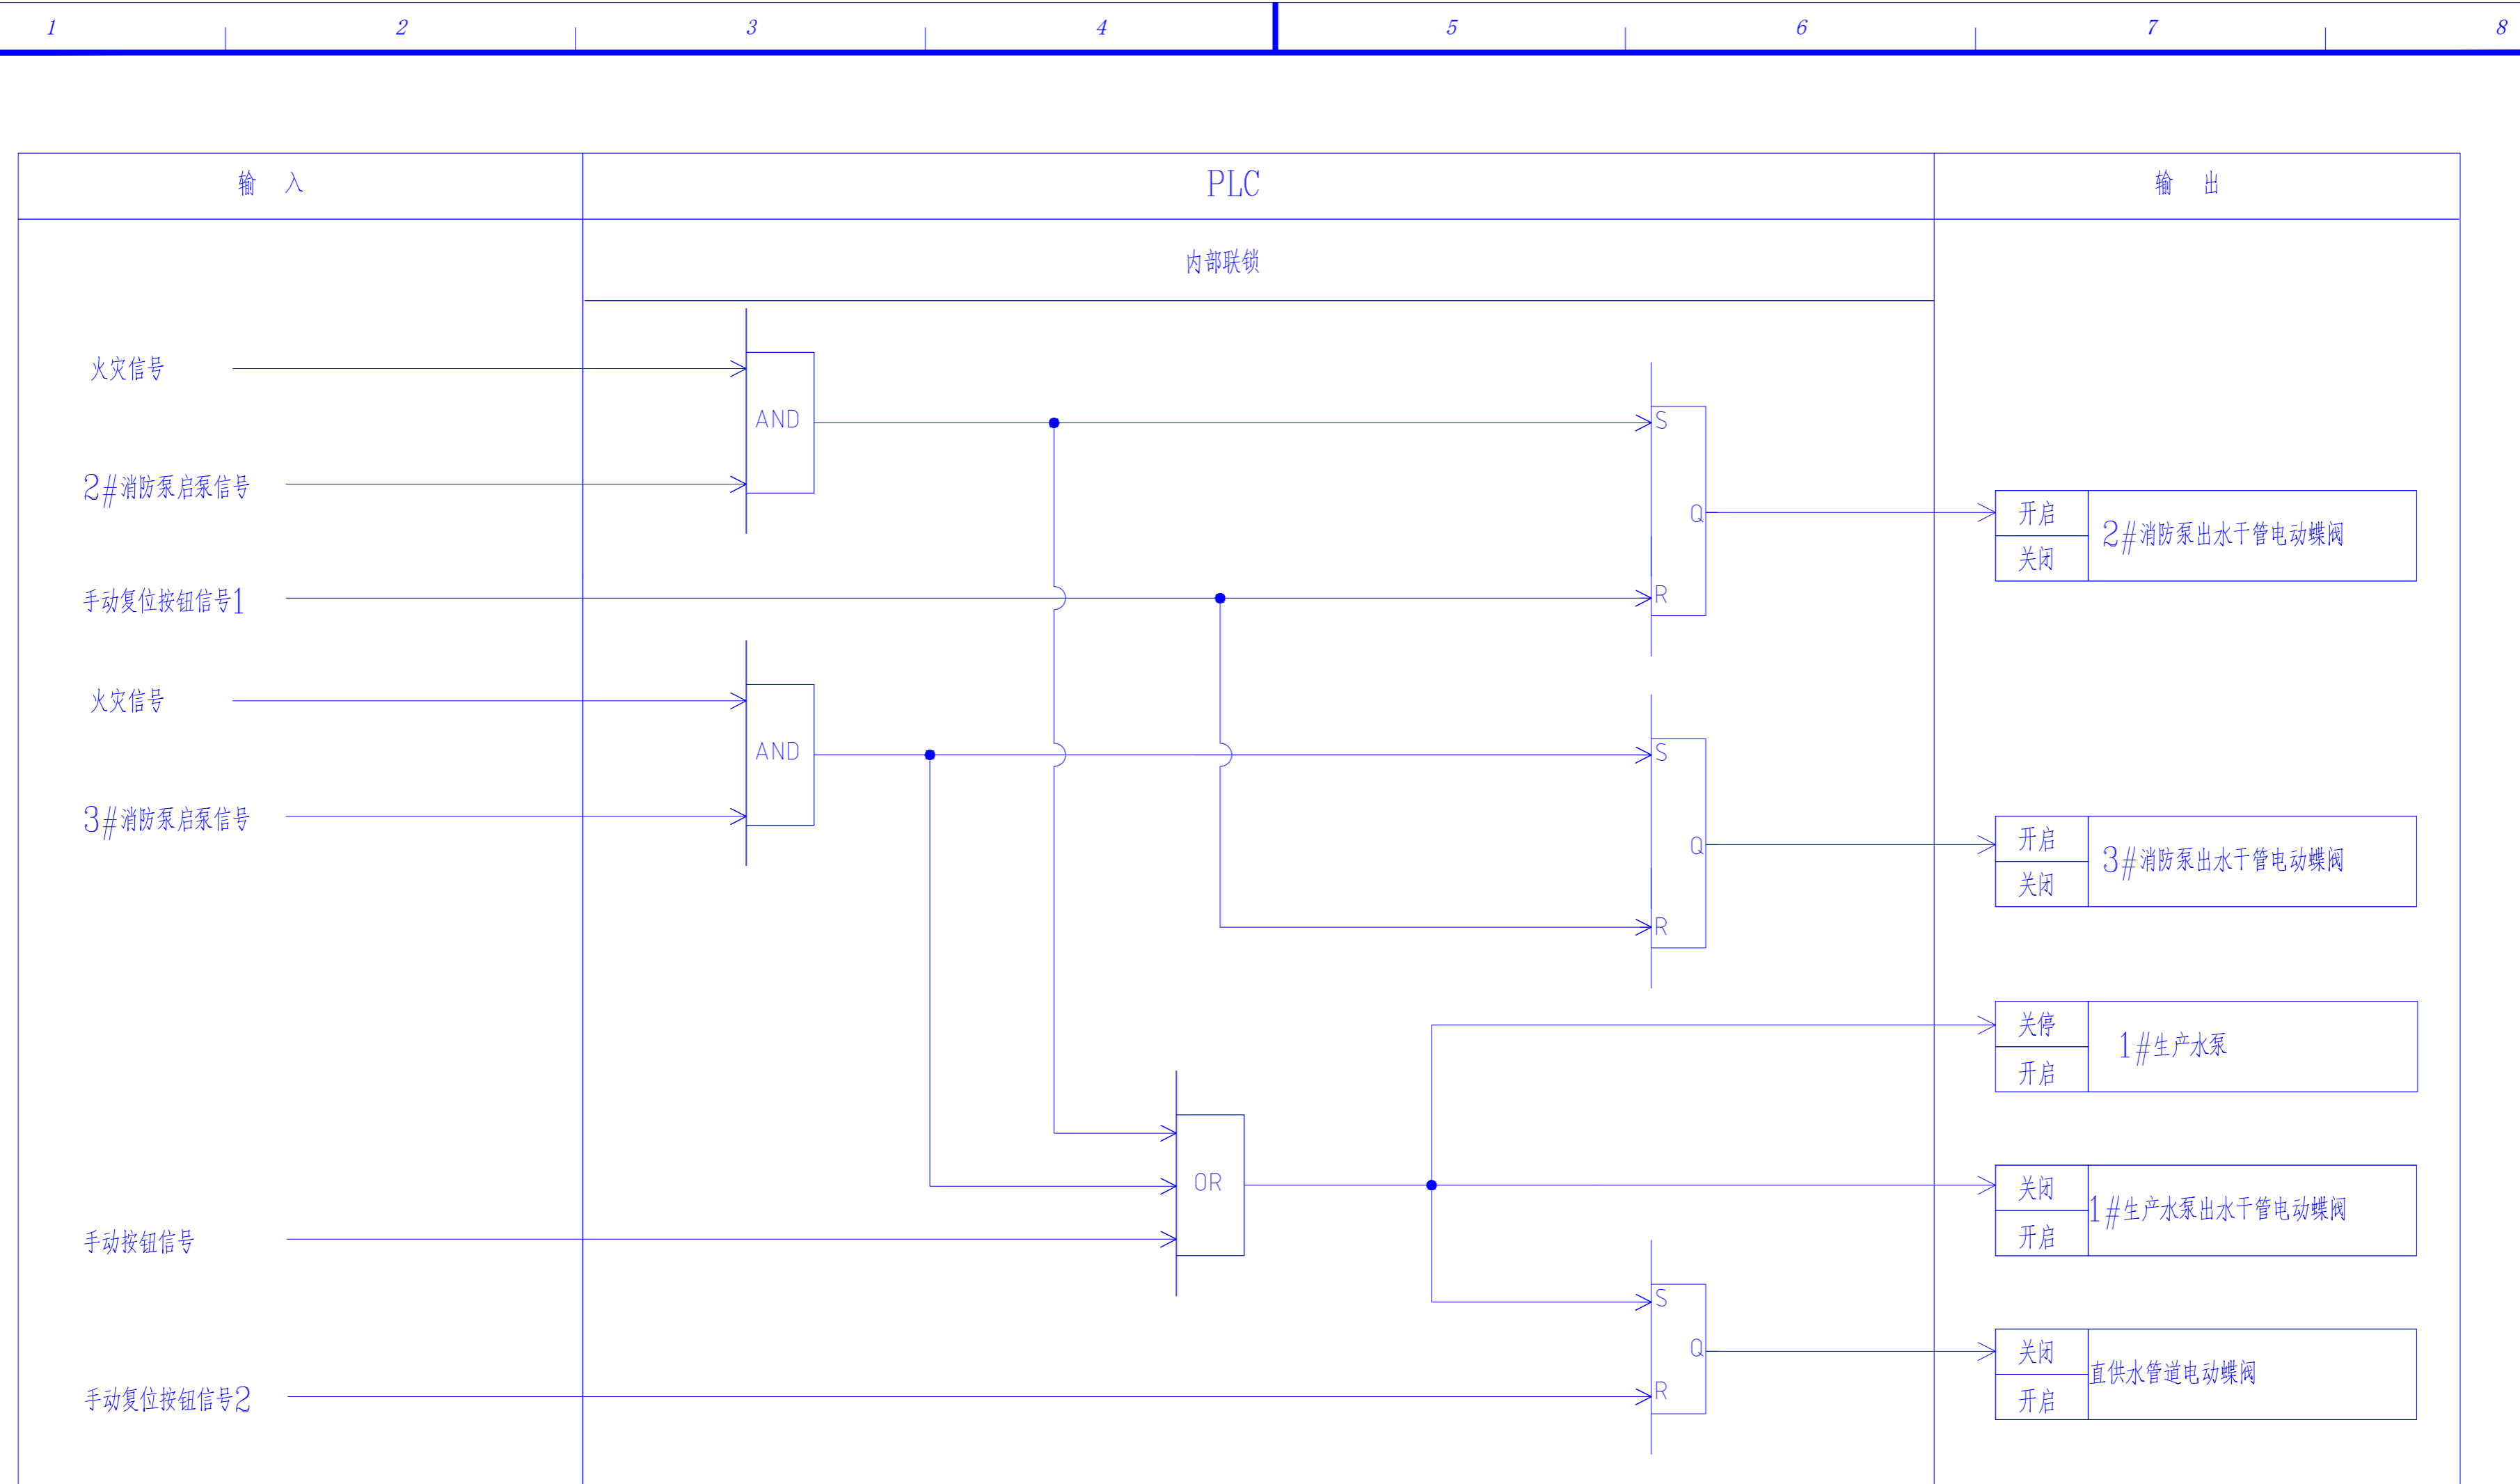 1 2 3 4 5 6 7 8
输 入 PLC 输 出
内部联锁
火灾信号
AND
S
2#消防泵启泵信号
Q
开启
2#消防泵出水干管电动蝶阀
关闭
手动复位按钮信号1
R
火灾信号
AND
S
3#消防泵启泵信号
Q
开启
3#消防泵出水干管电动蝶阀
关闭
R
关停
1#生产水泵
开启
OR
关闭
1#生产水泵出水干管电动蝶阀
开启
手动按钮信号
S
Q
关闭
直供水管道电动蝶阀
开启
手动复位按钮信号2
R